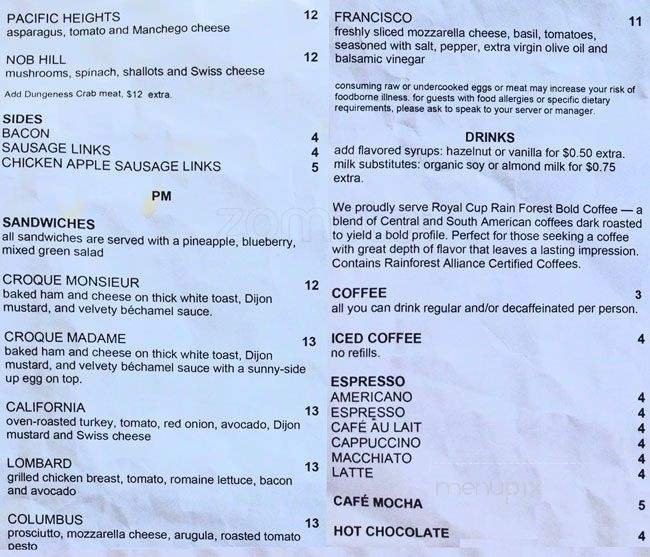 PACIFIC HEIGHTS 12
asparagus, tomato and Manchego cheese
NOB HILL 12
mushrooms, spinach, shallots and Swiss cheese
Add Dungeness Crab meat, $12 extra.
SIDES
BACON 4
SAUSAGE LINKS 4
CHICKEN APPLE SAUSAGE LINKS 5
PM
SANDWICHES
all sandwiches are served with a pineapple, blueberry,
mixed green salad
CROQUE MONSIEUR 12
baked ham and cheese on thick white toast, Dijon
mustard, and velvety béchamel sauce.
CROQUE MADAME 13
baked ham and cheese on thick white toast, Dijon
mustard, and velvety béchamel sauce with a sunny-side
up egg on top.
CALIFORNIA 13
oven-roasted turkey, tomato, red onion, avocado, Dijon
mustard and Swiss cheese
LOMBARD 13
grilled chicken breast, tomato, romaine lettuce, bacon
and avocado
COLUMBUS 13
prosciutto, mozzarella cheese, arugula, roasted tomato
pesto
FRANCISCO 11
freshly sliced mozzarella cheese, basil, tomatoes,
seasoned with salt, pepper, extra virgin olive oil and
balsamic vinegar
consuming raw or undercooked eggs or meat may increase your risk of
foodborne illness. for guests with food allergies or specific dietary
requirements, please ask to speak to your server or manager.
DRINKS
add flavored syrups: hazelnut or vanilla for $0.50 extra.
milk substitutes: organic soy or almond milk for $0.75
extra.
We proudly serve Royal Cup Rain Forest Bold Coffee — a
blend of Central and South American coffees dark roasted
to yield a bold profile. Perfect for those seeking a coffee
with great depth of flavor that leaves a lasting impression.
Contains Rainforest Alliance Certified Coffees.
COFFEE 3
all you can drink regular and/or decaffeinated per person.
ICED COFFEE 4
no refills.
ESPRESSO
AMERICANO 4
ESPRESSO 4
CAFÉ AU LAIT 4
CAPPUCCINO 4
MACCHIATO 4
LATTE 4
menupix
CAFÉ MOCHA 5
HOT CHOCOLATE 4